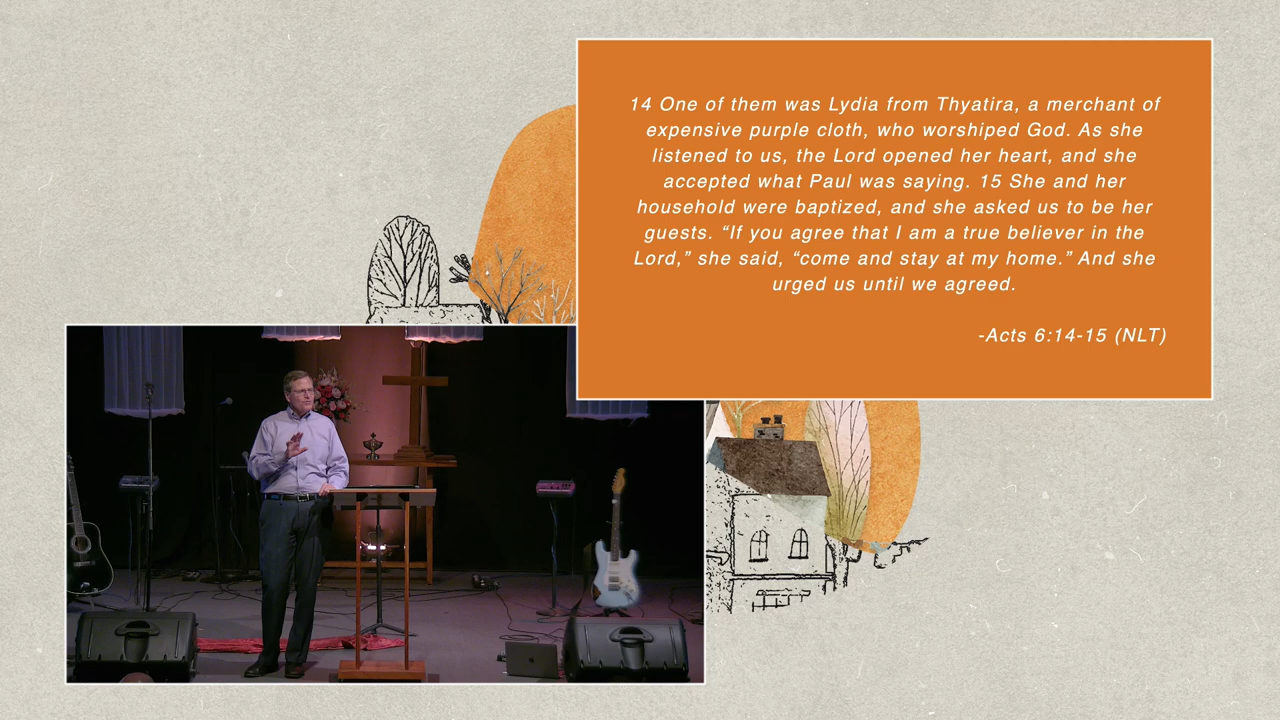 14 One of them was Lydia from Thyatira, a merchant of
expensive purple cloth, who worshiped God. As she
listened to us, the Lord opened her heart, and she
accepted what Paul was saying. 15 She and her
household were baptized, and she asked us to be her
guests. “If you agree that I am a true believer in the
Lord,” she said, “come and stay at my home.” And she
urged us until we agreed.
-Acts 6:14-15 (NLT)